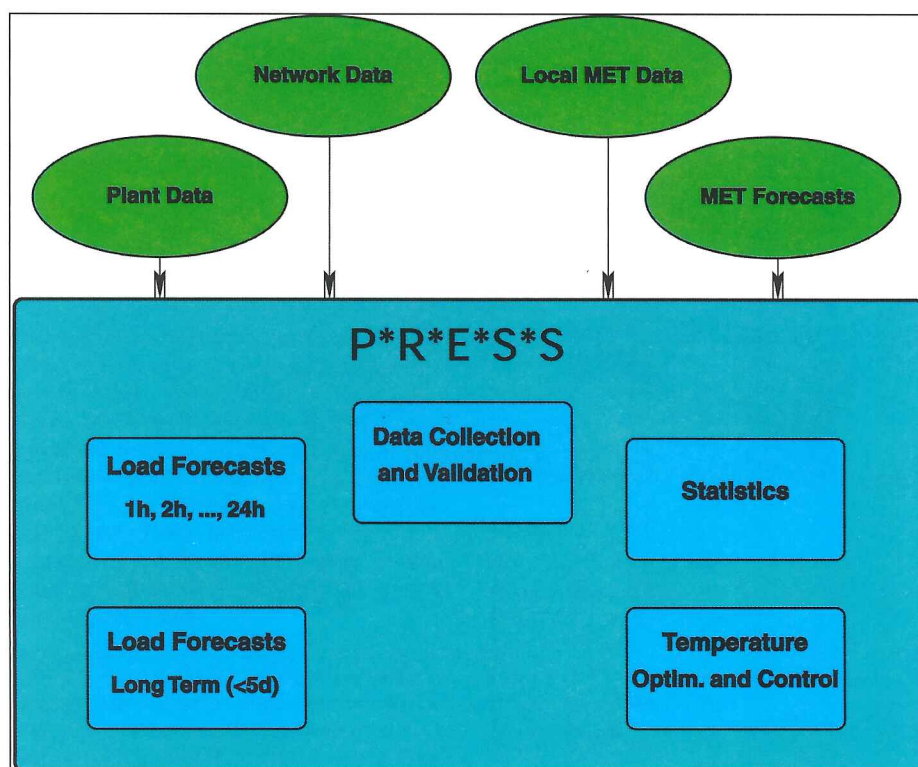 Network Data
Local MET Data
Plant Data
MET Forecasts
P*R*E*S*S
Data Collection
and Validation
Load Forecasts
1h, 2h, ..., 24h
Statistics
Load Forecasts
Long Term (<5d)
Temperature
Optim. and Control